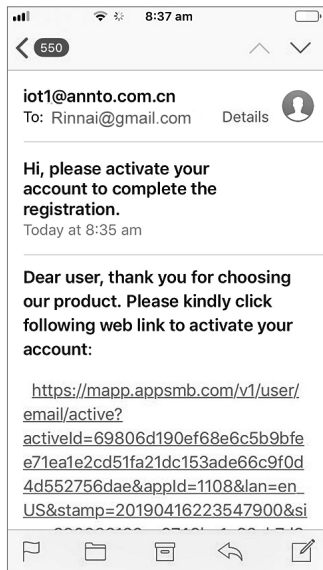 8:37 am
550
iot1@annto.com.cn
To: Rinnai@gmail.com Details
Hi, please activate your
account to complete the
registration.
Today at 8:35 am
Dear user, thank you for choosing
our product. Please kindly click
following web link to activate your
account:
https://mapp.appsmb.com/v1/user/
email/active?
activeId=69806d190ef68e6c5b9bfe
e71ea1e2cd51fa21dc153ade66c9f0d
4d552756dae&appId=1108&lan=en_
US&stamp=20190416223547900&si